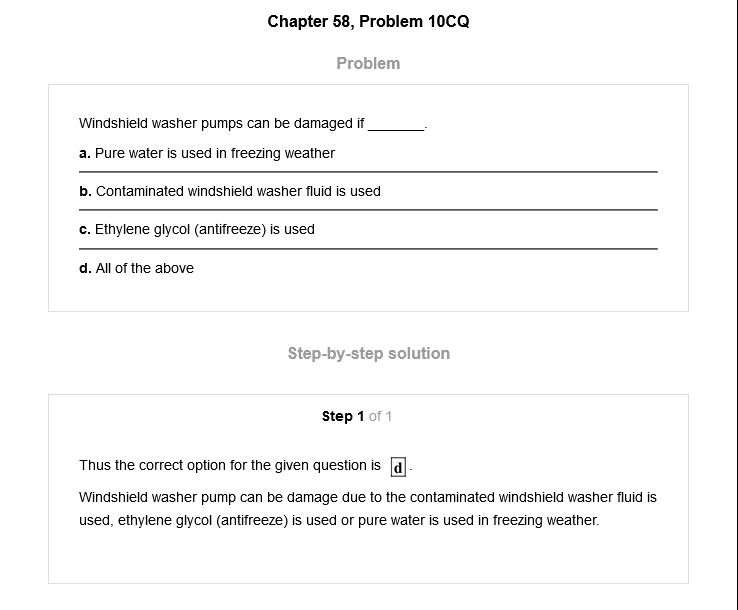 Chapter 58, Problem 10CQ
Problem
Windshield washer pumps can be damaged if _______.
a. Pure water is used in freezing weather
b. Contaminated windshield washer fluid is used
c. Ethylene glycol (antifreeze) is used
d. All of the above
Step-by-step solution
Step 1 of 1
Thus the correct option for the given question is d.
Windshield washer pump can be damage due to the contaminated windshield washer fluid is
used, ethylene glycol (antifreeze) is used or pure water is used in freezing weather.